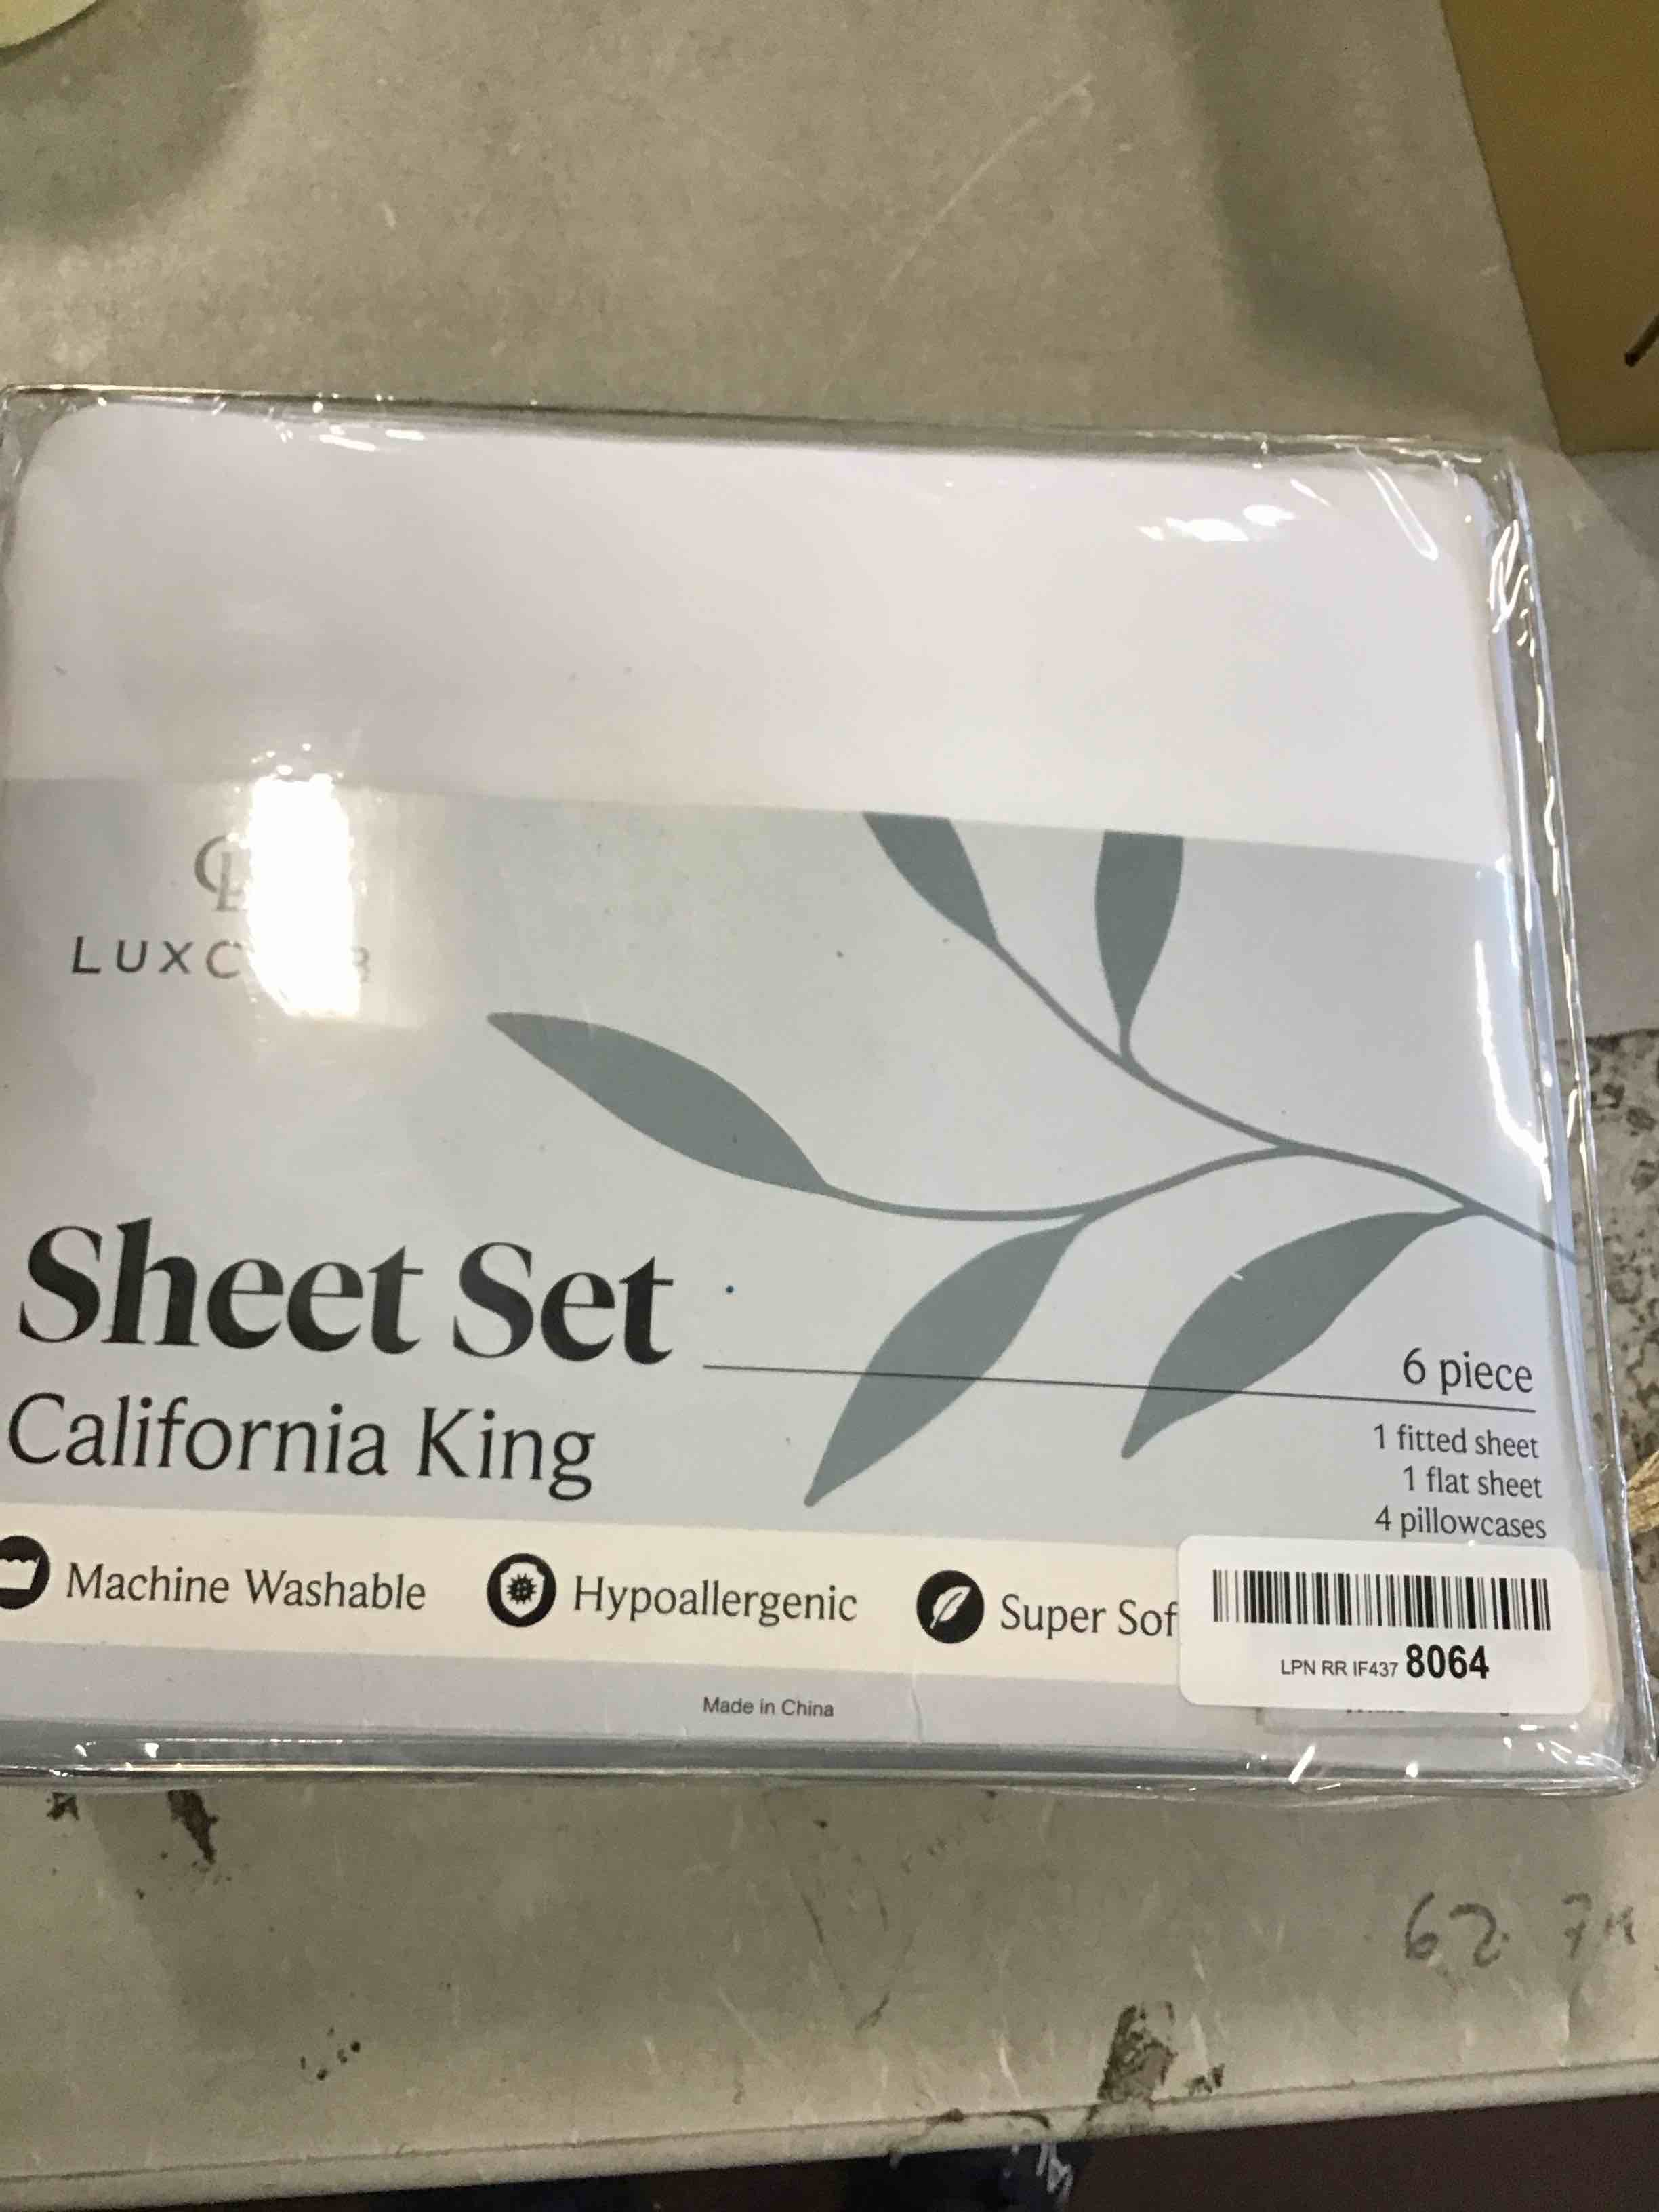 Sheet Set
California King
6 piece
1 fitted sheet
1 flat sheet
4 pillowcases
Machine Washable
Hypoallergenic
Super Sof
LPN RR IF437 8064
Made in China
62